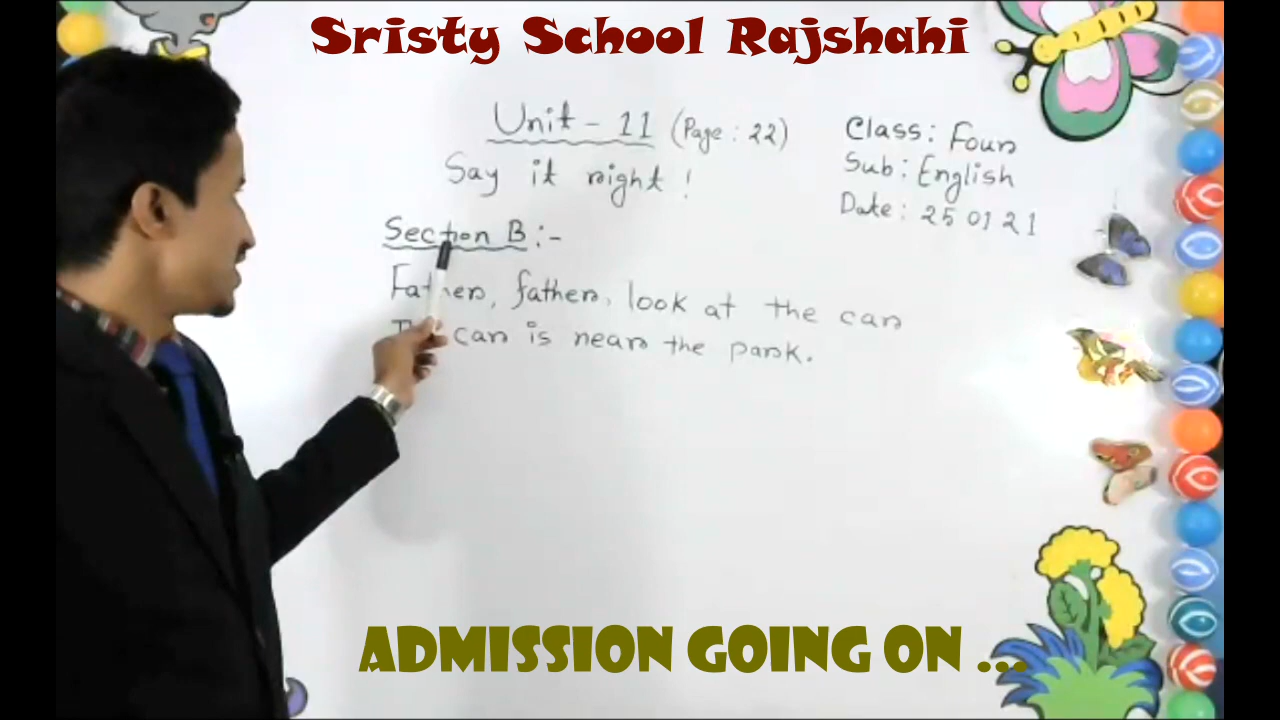 Sristy School Rajshahi
Unit - 11 (Page : 22)
Say it right !
Class: Four
Sub: English
Date: 25 01 21
Section B:-
Father, father, look at the car
car is near the park.
ADMISSION GOING ON ...